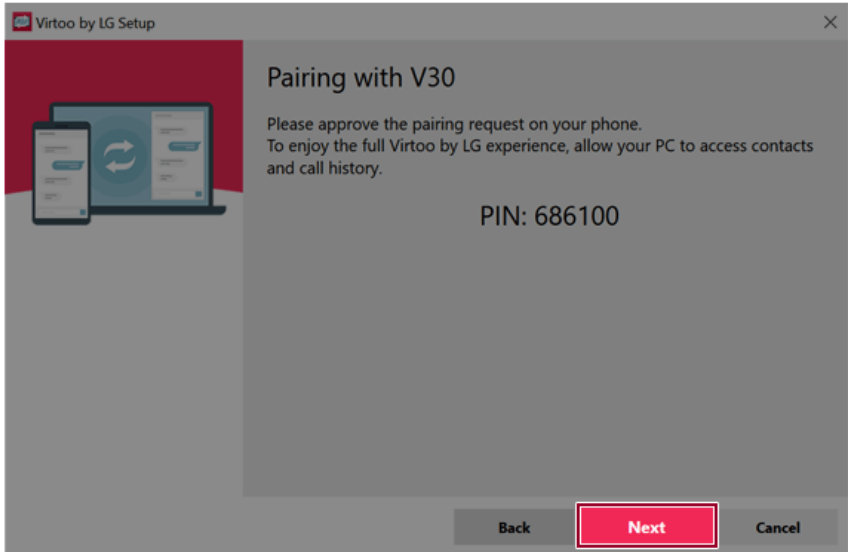 Virtoo by LG Setup
Pairing with V30
Please approve the pairing request on your phone.
To enjoy the full Virtoo by LG experience, allow your PC to access contacts
and call history.
PIN: 686100
Back Next Cancel